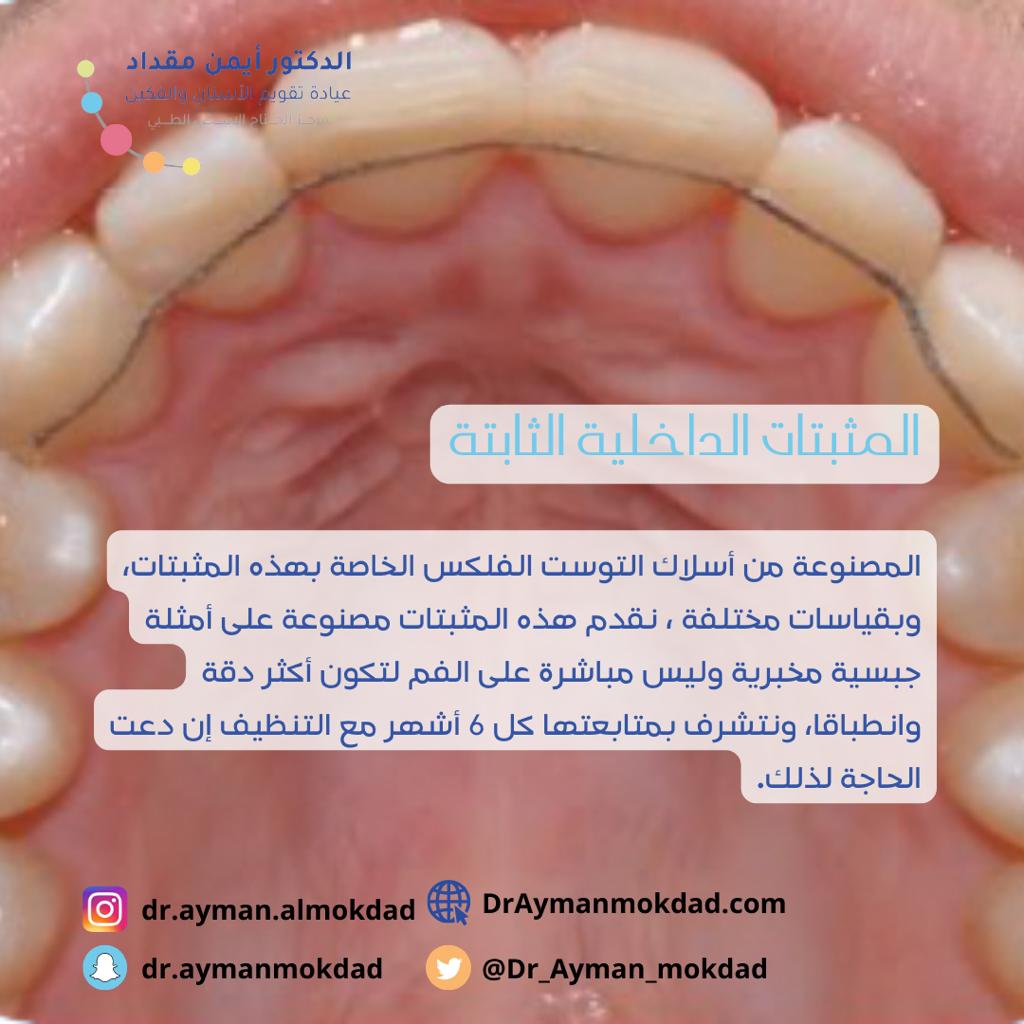 الدكتور أيمن مقداد
عيادة تقويم الأسنان والفكين
الطبي
المثبتات الداخلية الثابتة
المصنوعة من أسلاك التوست الفلكس الخاصة بهذه المثبتات،
وبقياسات مختلفة ، نقدم هذه المثبتات مصنوعة على أمثلة
جبسية مخبرية وليس مباشرة على الفم لتكون أكثر دقة
وانطباقا، ونتشرف بمتابعتها كل 6 أشهر مع التنظيف إن دعت
الحاجة لذلك.
dr.ayman.almokdad
DrAymanmokdad.com
dr.aymanmokdad
@Dr_Ayman_mokdad